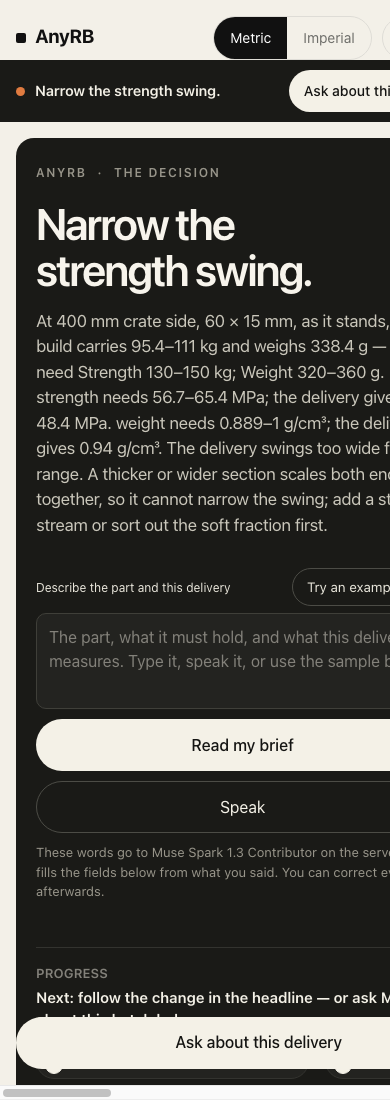 AnyRB
Metric
Imperial
Narrow the strength swing.
Ask about thi
ANYRB · THE DECISION
Narrow the
strength swing.
At 400 mm crate side, 60 × 15 mm, as it stands,
build carries 95.4–111 kg and weighs 338.4 g —
need Strength 130–150 kg; Weight 320–360 g.
strength needs 56.7–65.4 MPa; the delivery give
48.4 MPa. weight needs 0.889–1 g/cm³; the deli
gives 0.94 g/cm³. The delivery swings too wide f
range. A thicker or wider section scales both en
together, so it cannot narrow the swing; add a st
stream or sort out the soft fraction first.
Describe the part and this delivery
Try an examp
The part, what it must hold, and what this delive
measures. Type it, speak it, or use the sample b
Read my brief
Speak
These words go to Muse Spark 1.3 Contributor on the serve
fills the fields below from what you said. You can correct ev
afterwards.
PROGRESS
Next: follow the change in the headline — or ask M
Ask about this delivery